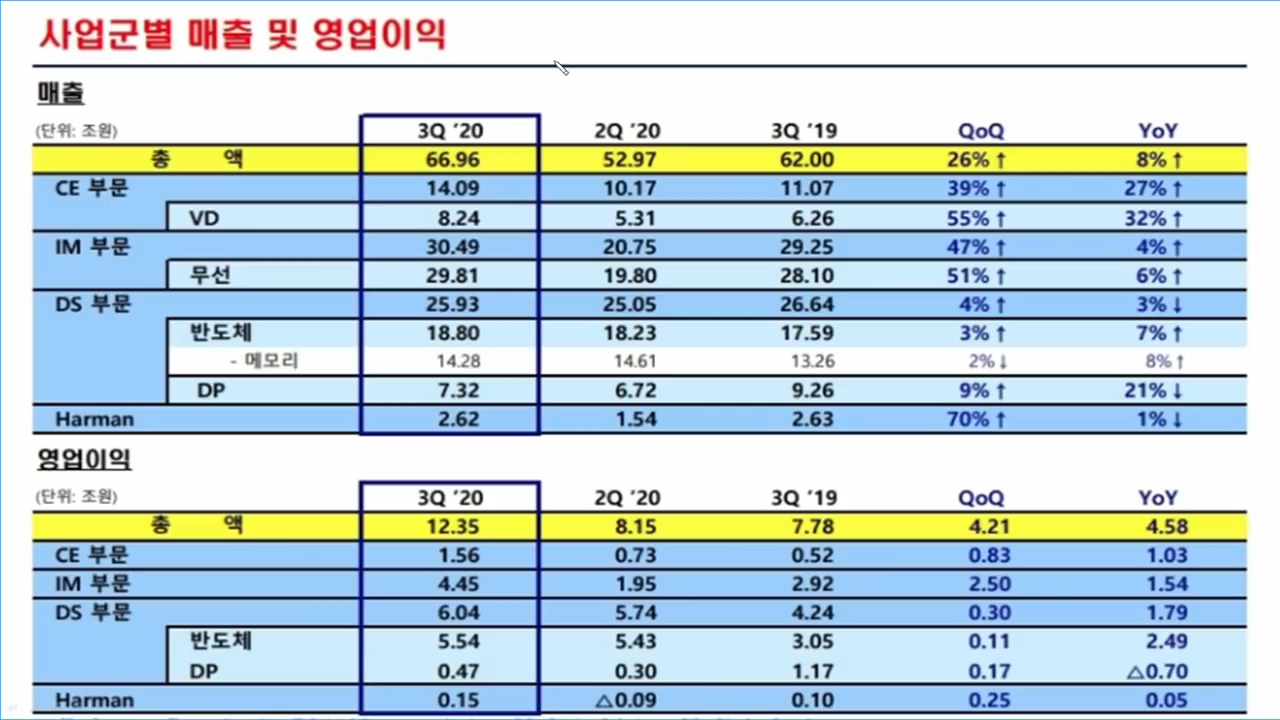 사업군별 매출 및 영업이익
매출
(단위: 조원) 3Q ’20 2Q ’20 3Q ’19 QoQ YoY
총 액 66.96 52.97 62.00 26% ↑ 8% ↑
CE 부문 14.09 10.17 11.07 39% ↑ 27% ↑
VD 8.24 5.31 6.26 55% ↑ 32% ↑
IM 부문 30.49 20.75 29.25 47% ↑ 4% ↑
무선 29.81 19.80 28.10 51% ↑ 6% ↑
DS 부문 25.93 25.05 26.64 4% ↑ 3% ↓
반도체 18.80 18.23 17.59 3% ↑ 7% ↑
- 메모리 14.28 14.61 13.26 2% ↓ 8% ↑
DP 7.32 6.72 9.26 9% ↑ 21% ↓
Harman 2.62 1.54 2.63 70% ↑ 1% ↓
영업이익
(단위: 조원) 3Q ’20 2Q ’20 3Q ’19 QoQ YoY
총 액 12.35 8.15 7.78 4.21 4.58
CE 부문 1.56 0.73 0.52 0.83 1.03
IM 부문 4.45 1.95 2.92 2.50 1.54
DS 부문 6.04 5.74 4.24 0.30 1.79
반도체 5.54 5.43 3.05 0.11 2.49
DP 0.47 0.30 1.17 0.17 △0.70
Harman 0.15 △0.09 0.10 0.25 0.05